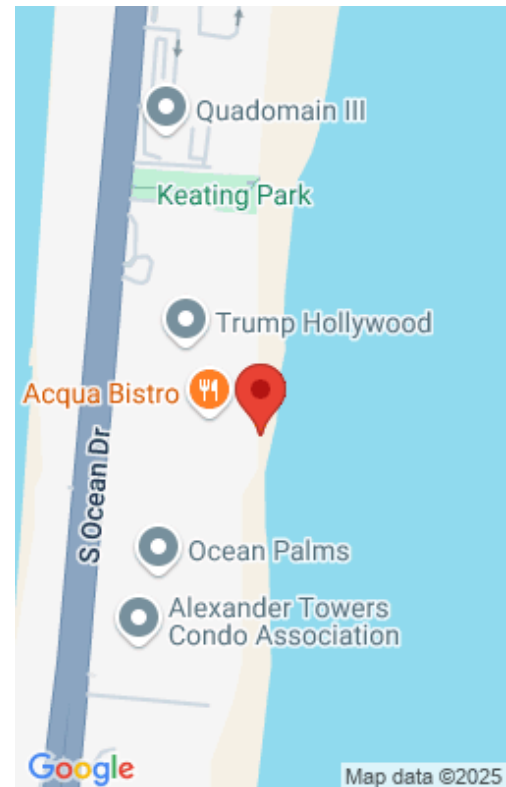 Quadomain III
Keating Park
Trump Hollywood
Acqua Bistro
S Ocean Dr
Ocean Palms
Alexander Towers
Condo Association
Google
Map data ©2025